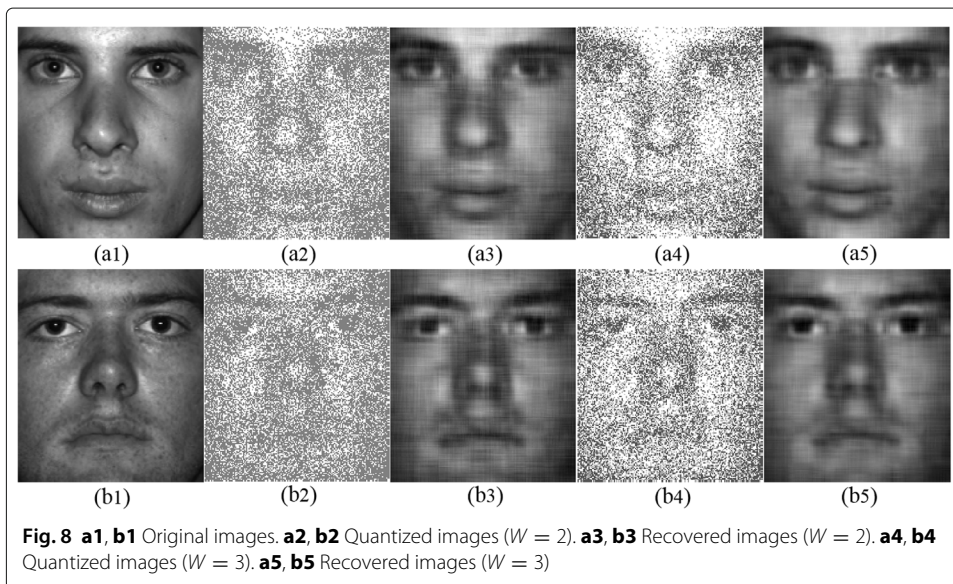 (a1) (a2) (a3) (a4) (a5)
(b1) (b2) (b3) (b4) (b5)
Fig. 8 a1, b1 Original images. a2, b2 Quantized images (W = 2). a3, b3 Recovered images (W = 2). a4, b4
Quantized images (W = 3). a5, b5 Recovered images (W = 3)